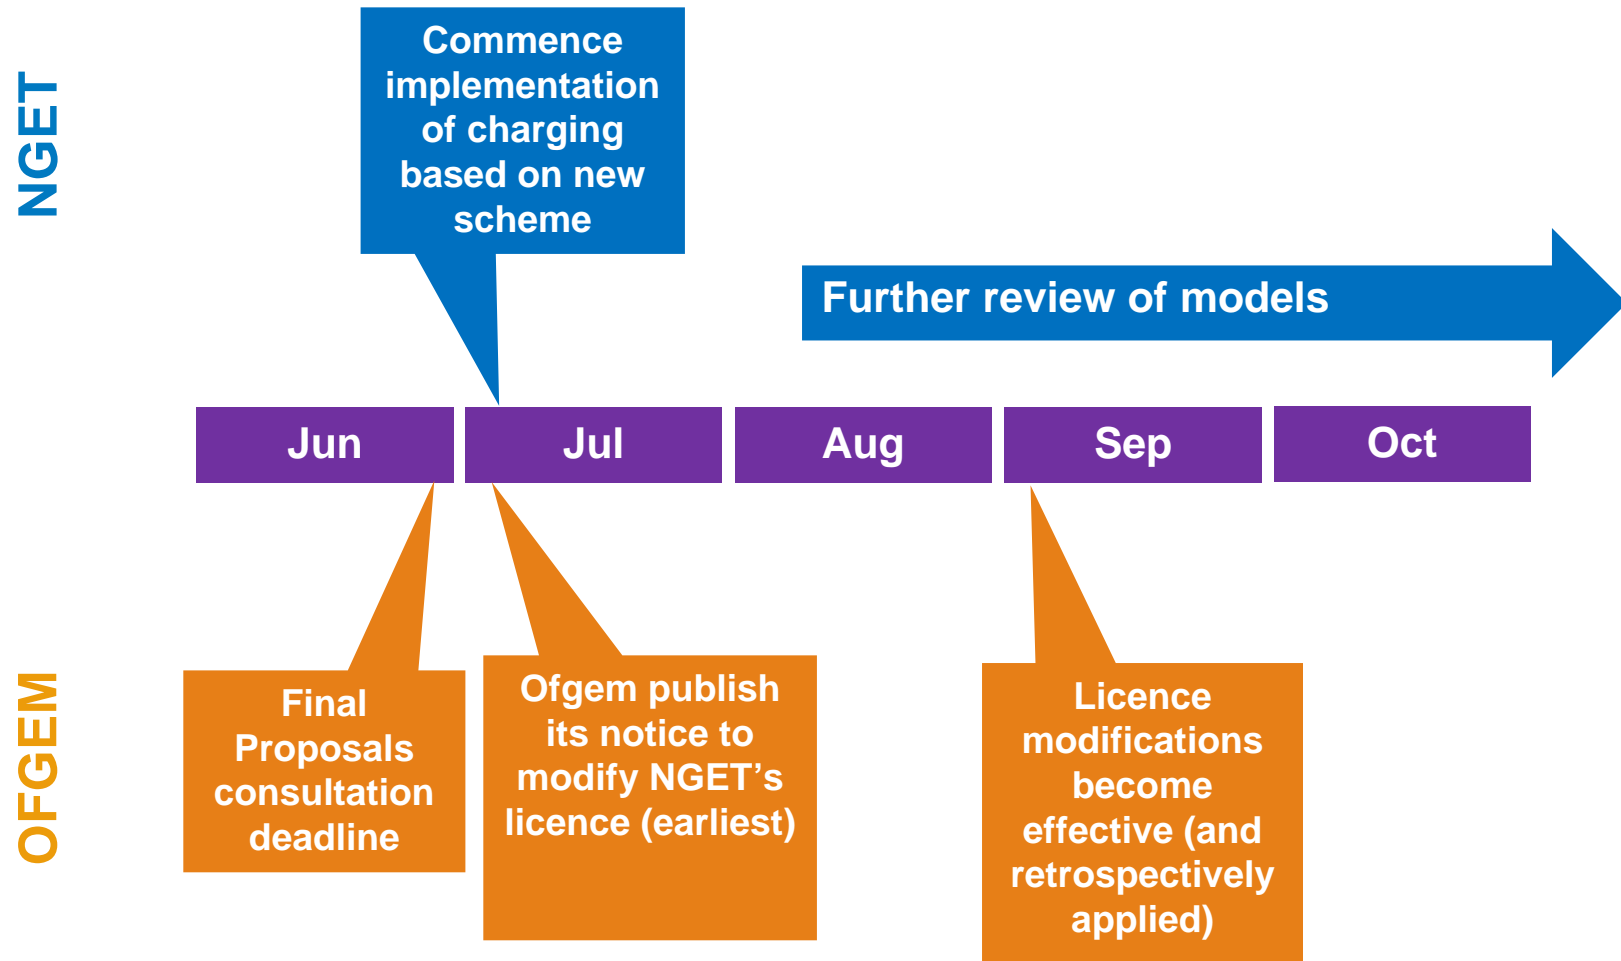 NGET
Commence
implementation
of charging
based on new
scheme
Further review of models
Jun
Jul
Aug
Sep
Oct
OFGEM
Final
Proposals
consultation
deadline
Ofgem publish
its notice to
modify NGET’s
licence (earliest)
Licence
modifications
become
effective (and
retrospectively
applied)